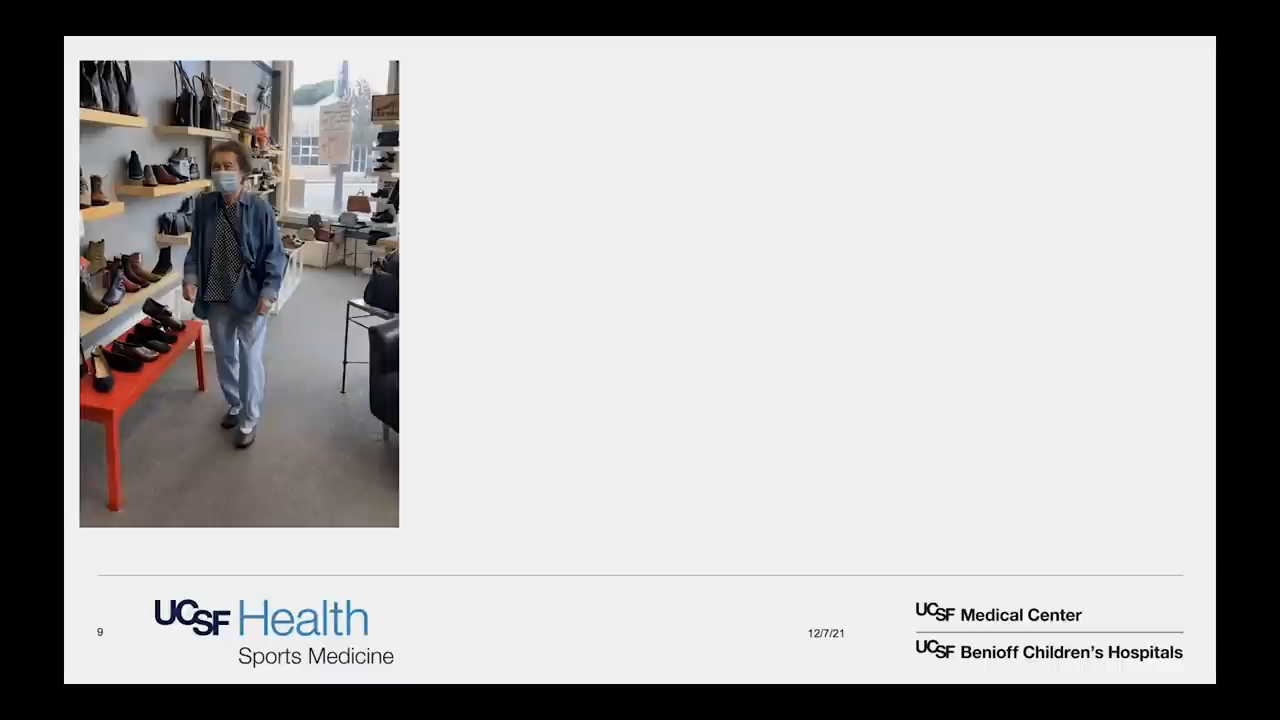 9
UCSF Health
Sports Medicine
12/7/21
UCSF Medical Center
UCSF Benioff Children's Hospitals